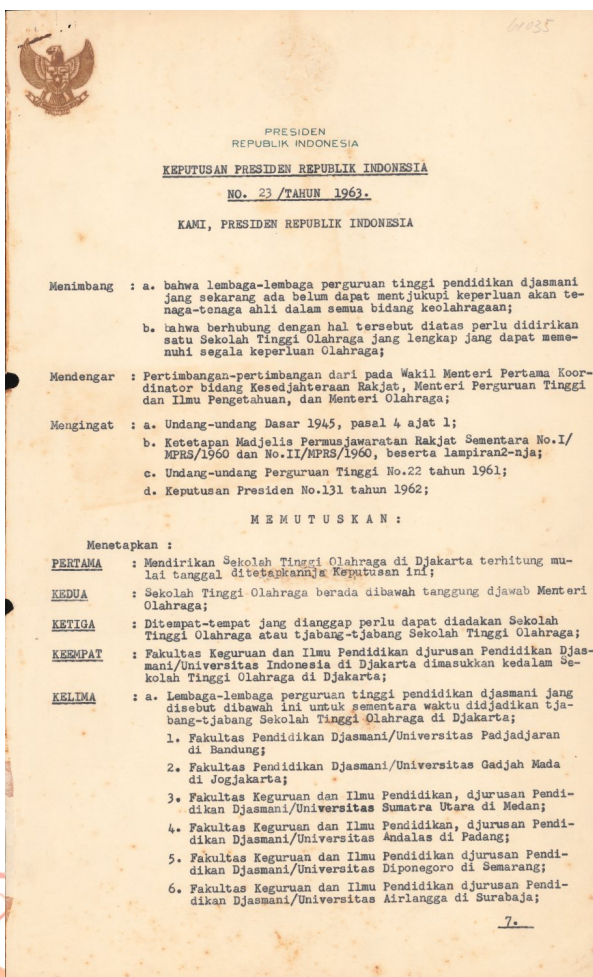 61035
PRESIDEN
REPUBLIK INDONESIA
KEPUTUSAN PRESIDEN REPUBLIK INDONESIA
NO. 23 /TAHUN 1963.
KAMI, PRESIDEN REPUBLIK INDONESIA
Menimbang : a. bahwa lembaga-lembaga perguruan tinggi pendidikan djasmani
jang sekarang ada belum dapat mentjukupi keperluan akan te-
naga-tenaga ahli dalam semua bidang keolahragaan;
b. bahwa berhubung dengan hal tersebut diatas perlu didirikan
satu Sekolah Tinggi Olahraga jang lengkap jang dapat meme-
nuhi segala keperluan Olahraga;
Mendengar : Pertimbangan-pertimbangan dari pada Wakil Menteri Pertama Koor-
dinator bidang Kesedjahteraan Rakjat, Menteri Perguruan Tinggi
dan Ilmu Pengetahuan, dan Menteri Olahraga;
Mengingat : a. Undang-undang Dasar 1945, pasal 4 ajat 1;
b. Ketetapan Madjelis Permusjawaratan Rakjat Sementara No.I/
MPRS/1960 dan No.II/MPRS/1960, beserta lampiran2-nja;
c. Undang-undang Perguruan Tinggi No.22 tahun 1961;
d. Keputusan Presiden No.131 tahun 1962;
M E M U T U S K A N :
Menetapkan :
PERTAMA : Mendirikan Sekolah Tinggi Olahraga di Djakarta terhitung mu-
lai tanggal ditetapkannja Keputusan ini;
KEDUA : Sekolah Tinggi Olahraga berada dibawah tanggung djawab Menteri
Olahraga;
KETIGA : Ditempat-tempat jang dianggap perlu dapat diadakan Sekolah
Tinggi Olahraga atau tjabang-tjabang Sekolah Tinggi Olahraga;
KEEMPAT : Fakultas Keguruan dan Ilmu Pendidikan djurusan Pendidikan Djas-
mani/Universitas Indonesia di Djakarta dimasukkan kedalam Se-
kolah Tinggi Olahraga di Djakarta;
KELIMA : a. Lembaga-lembaga perguruan tinggi pendidikan djasmani jang
disebut dibawah ini untuk sementara waktu didjadikan tja-
bang-tjabang Sekolah Tinggi Olahraga di Djakarta;
1. Fakultas Pendidikan Djasmani/Universitas Padjadjaran
di Bandung;
2. Fakultas Pendidikan Djasmani/Universitas Gadjah Mada
di Jogjakarta;
3. Fakultas Keguruan dan Ilmu Pendidikan, djurusan Pendi-
dikan Djasmani/Universitas Sumatra Utara di Medan;
4. Fakultas Keguruan dan Ilmu Pendidikan, djurusan Pendi-
dikan Djasmani/Universitas Andalas di Padang;
5. Fakultas Keguruan dan Ilmu Pendidikan djurusan Pendi-
dikan Djasmani/Universitas Diponegoro di Semarang;
6. Fakultas Keguruan dan Ilmu Pendidikan djurusan Pendi-
dikan Djasmani/Universitas Airlangga di Surabaja;
7.